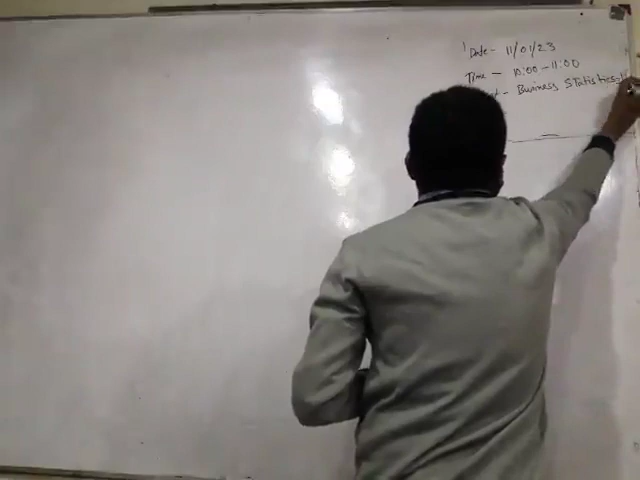 Date - 11/01/23
Time - 10:00 - 11:00
- Business Statistics